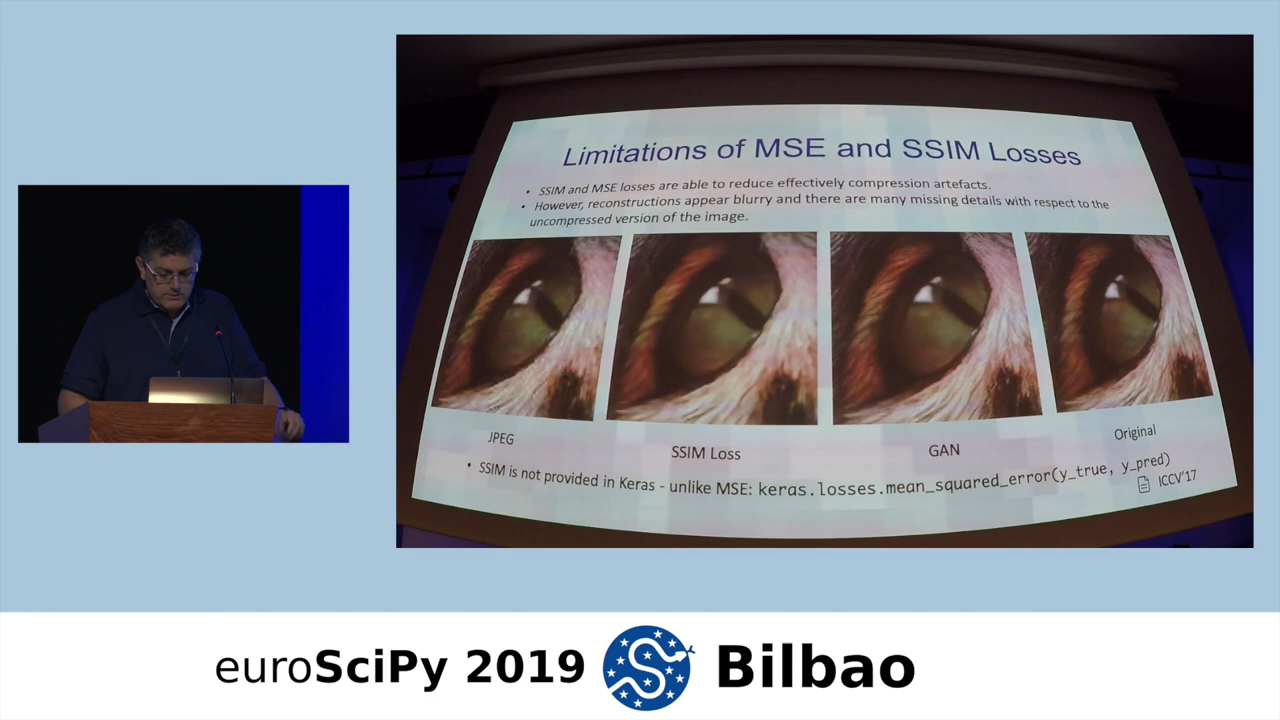 Limitations of MSE and SSIM Losses
• SSIM and MSE losses are able to reduce effectively compression artefacts.
• However, reconstructions appear blurry and there are many missing details with respect to the
uncompressed version of the image.
JPEG
SSIM Loss
GAN
Original
• SSIM is not provided in Keras - unlike MSE: keras.losses.mean_squared_error(y_true, y_pred)
ICCV'17
euroSciPy 2019 Bilbao